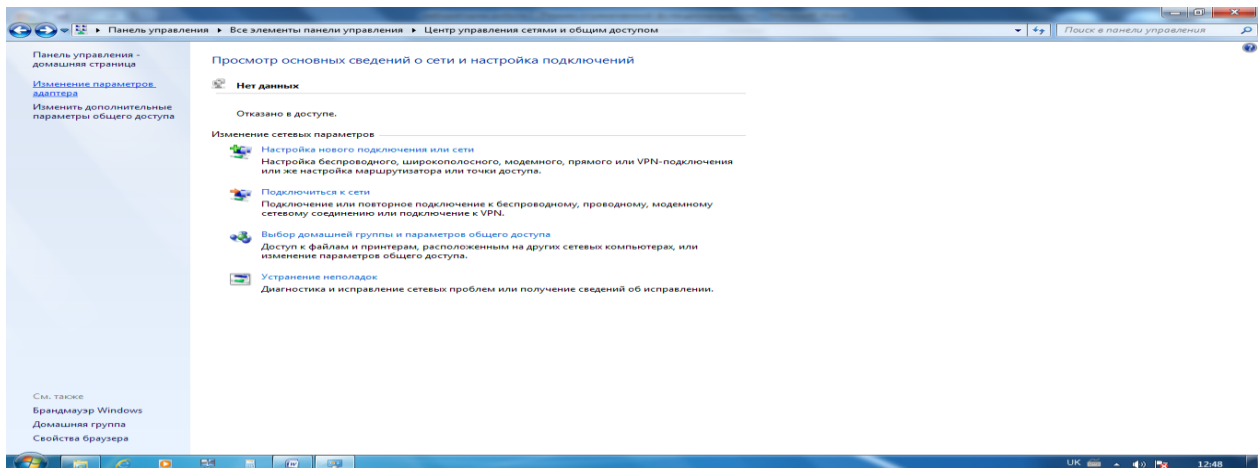 Панель управления ▸ Все элементы панели управления ▸ Центр управления сетями и общим доступом
Поиск в панели управления
Панель управления -
домашняя страница
Изменение параметров
адаптера
Изменить дополнительные
параметры общего доступа
Просмотр основных сведений о сети и настройка подключений
Нет данных
Отказано в доступе.
Изменение сетевых параметров
Настройка нового подключения или сети
Настройка беспроводного, широкополосного, модемного, прямого или VPN-подключения
или же настройка маршрутизатора или точки доступа.
Подключиться к сети
Подключение или повторное подключение к беспроводному, проводному, модемному
сетевому соединению или подключение к VPN.
Выбор домашней группы и параметров общего доступа
Доступ к файлам и принтерам, расположенным на других сетевых компьютерах, или
изменение параметров общего доступа.
Устранение неполадок
Диагностика и исправление сетевых проблем или получение сведений об исправлении.
См. также
Брандмауэр Windows
Домашняя группа
Свойства браузера
UK
12:48